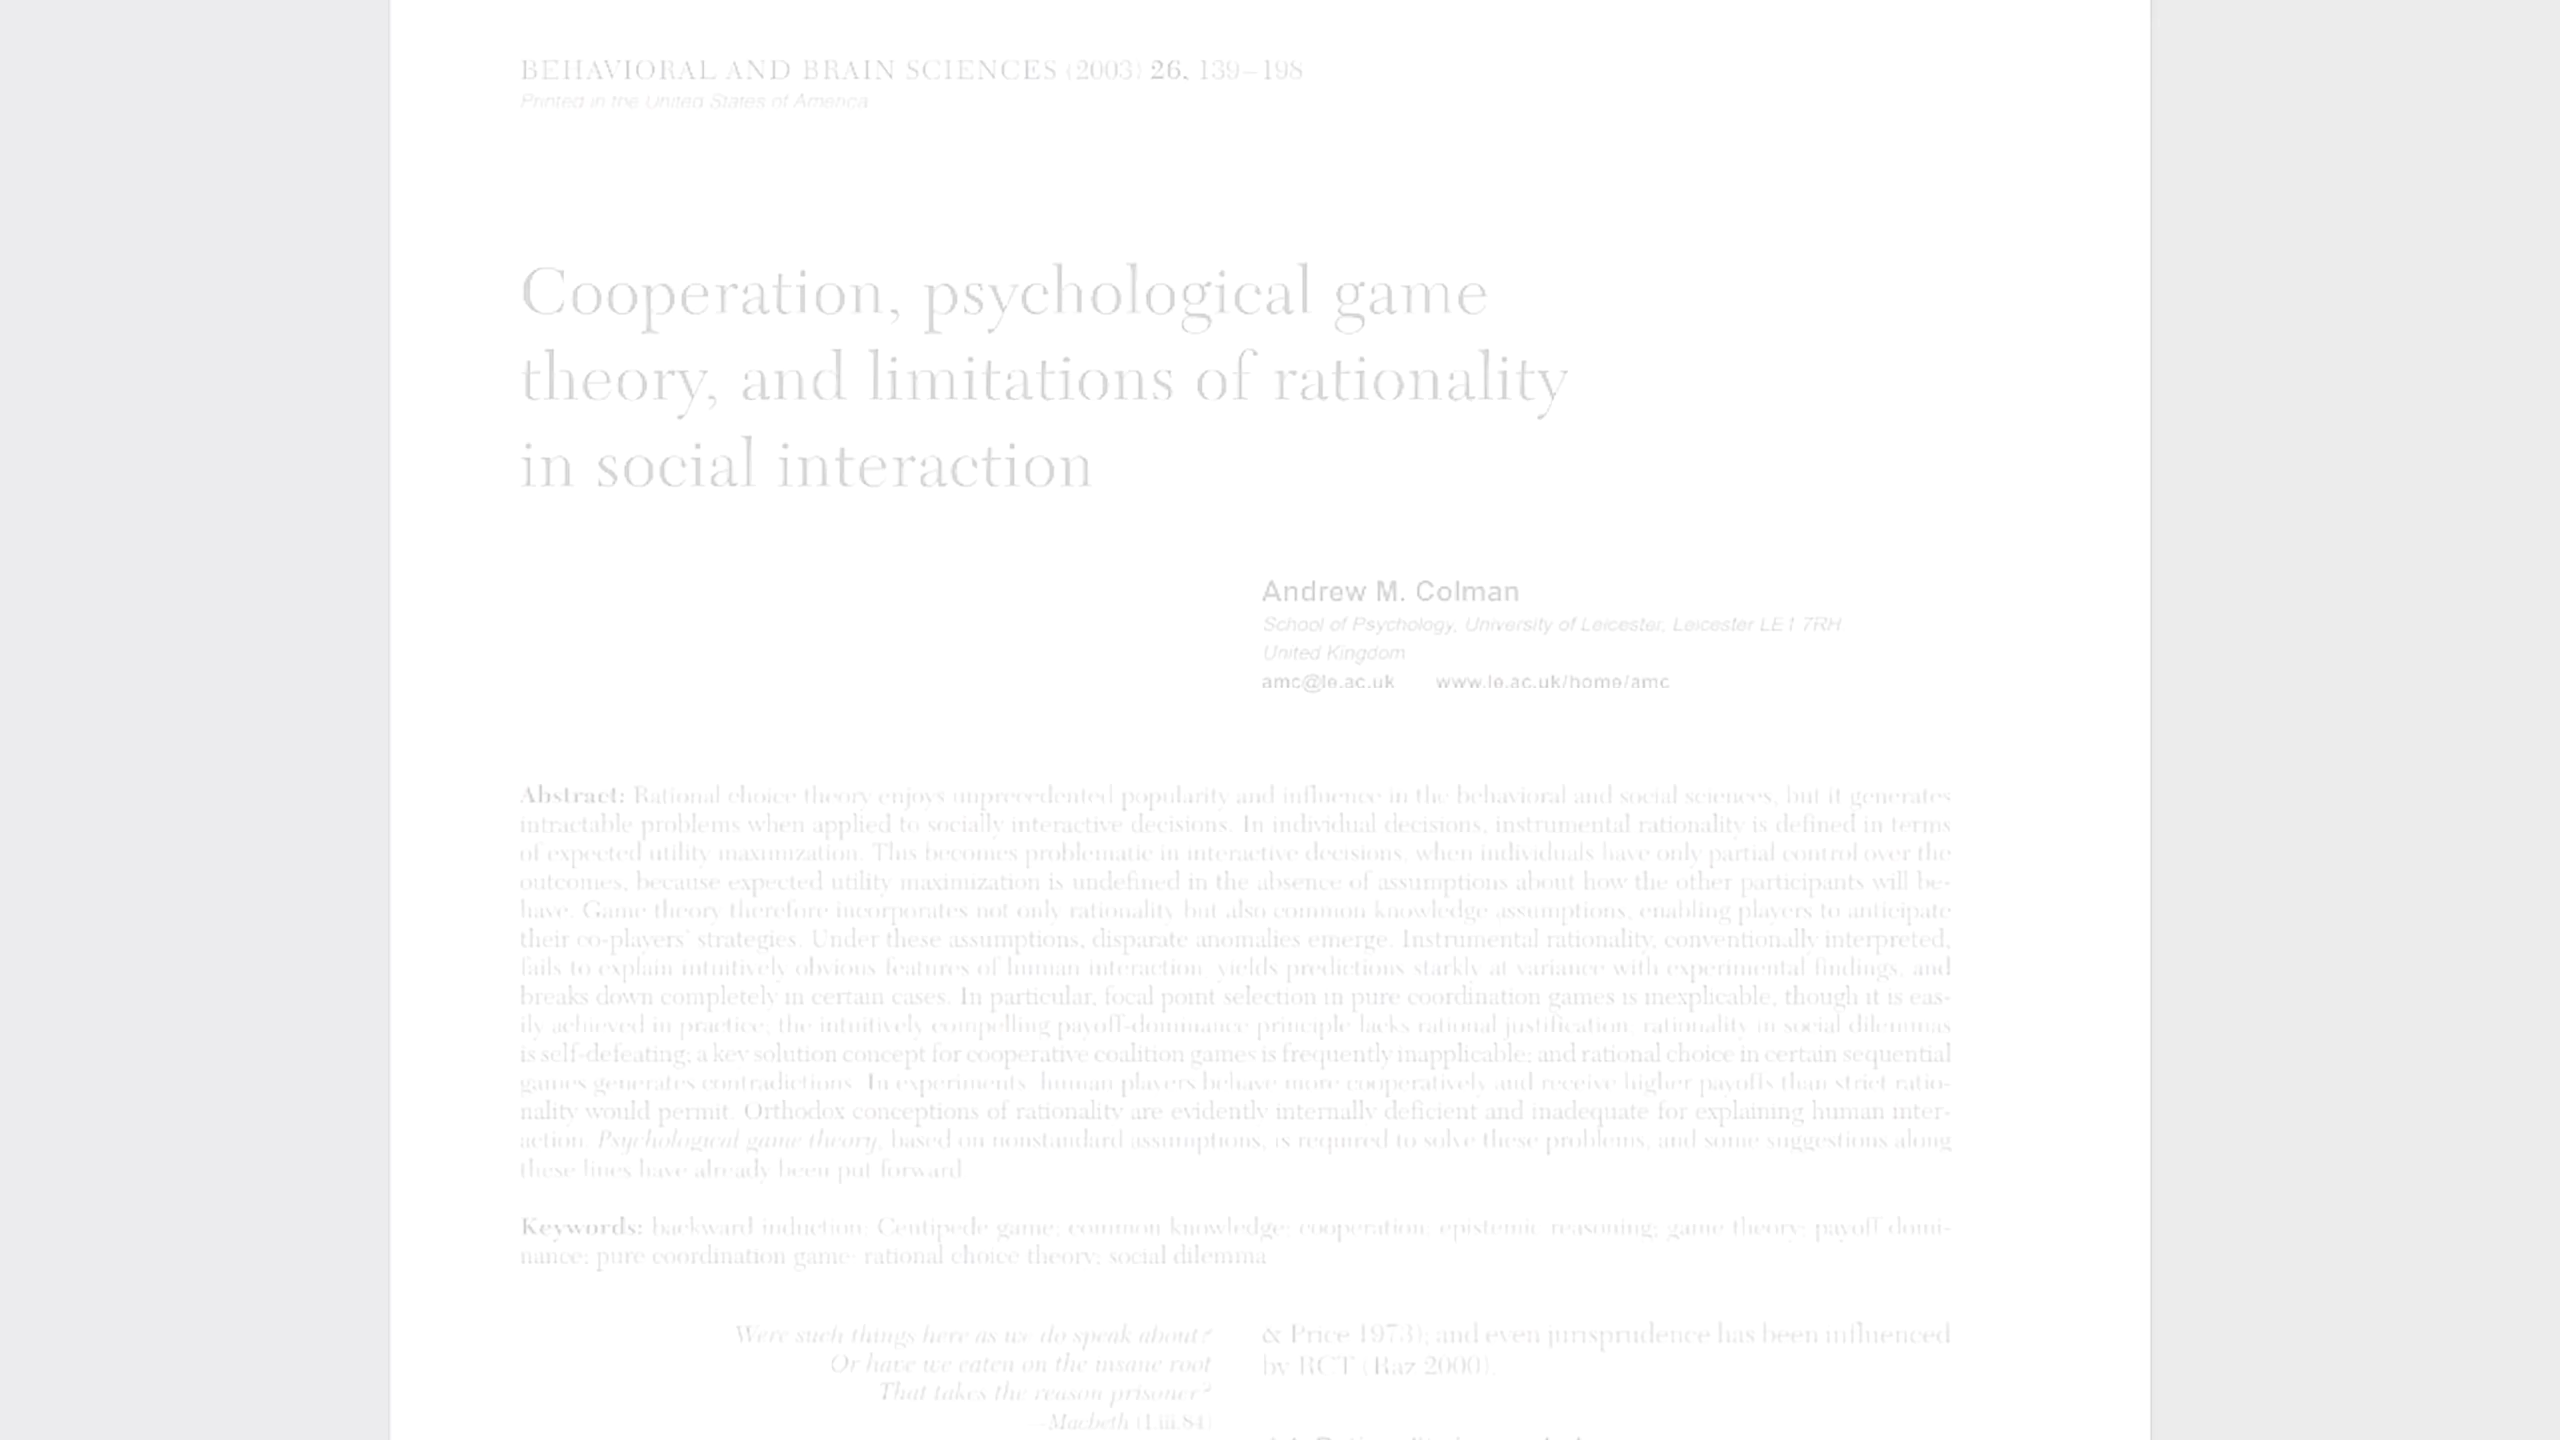 BEHAVIORAL AND BRAIN SCIENCES (2003) 26, 139–198
Printed in the United States of America
Cooperation, psychological game
theory, and limitations of rationality
in social interaction
Andrew M. Colman
School of Psychology, University of Leicester, Leicester LE1 7RH
United Kingdom
amc@le.ac.uk www.le.ac.uk/home/amc
Abstract: Rational choice theory enjoys unprecedented popularity and influence in the behavioral and social sciences, but it generates
intractable problems when applied to socially interactive decisions. In individual decisions, instrumental rationality is defined in terms
of expected utility maximization. This becomes problematic in interactive decisions, when individuals have only partial control over the
outcomes, because expected utility maximization is undefined in the absence of assumptions about how the other participants will be-
have. Game theory therefore incorporates not only rationality but also common knowledge assumptions, enabling players to anticipate
their co-players' strategies. Under these assumptions, disparate anomalies emerge. Instrumental rationality, conventionally interpreted,
fails to explain intuitively obvious features of human interaction, yields predictions starkly at variance with experimental findings, and
breaks down completely in certain cases. In particular, focal point selection in pure coordination games is inexplicable, though it is eas-
ily achieved in practice; the intuitively compelling payoff-dominance principle lacks rational justification; rationality in social dilemmas
is self-defeating; a key solution concept for cooperative coalition games is frequently inapplicable; and rational choice in certain sequential
games generates contradictions. In experiments, human players behave more cooperatively and receive higher payoffs than strict ratio-
nality would permit. Orthodox conceptions of rationality are evidently internally deficient and inadequate for explaining human inter-
action. Psychological game theory, based on nonstandard assumptions, is required to solve these problems, and some suggestions along
these lines have already been put forward.
Keywords: backward induction; Centipede game; common knowledge; cooperation; epistemic reasoning; game theory; payoff domi-
nance; pure coordination game; rational choice theory; social dilemma
Were such things here as we do speak about?
Or have we eaten on the insane root
That takes the reason prisoner?
–Macbeth (I.iii.84)
& Price 1973); and even jurisprudence has been influenced
by RCT (Raz 2000).